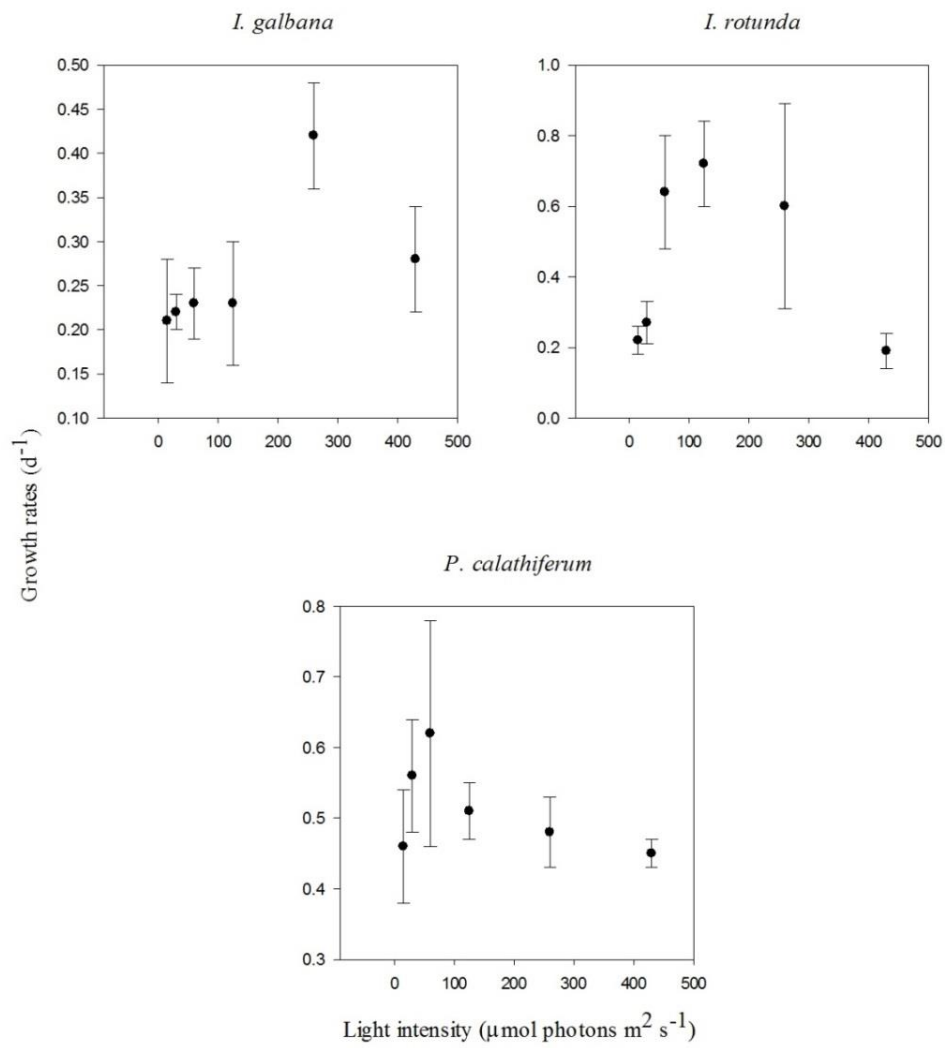 I. galbana
I. rotunda
0.50
0.45
0.40
0.35
0.30
0.25
0.20
0.15
0.10
0 100 200 300 400 500
1.0
0.8
0.6
0.4
0.2
0.0
0 100 200 300 400 500
Growth rates (d⁻¹)
P. calathiferum
0.8
0.7
0.6
0.5
0.4
0.3
0 100 200 300 400 500
Light intensity (µmol photons m² s⁻¹)